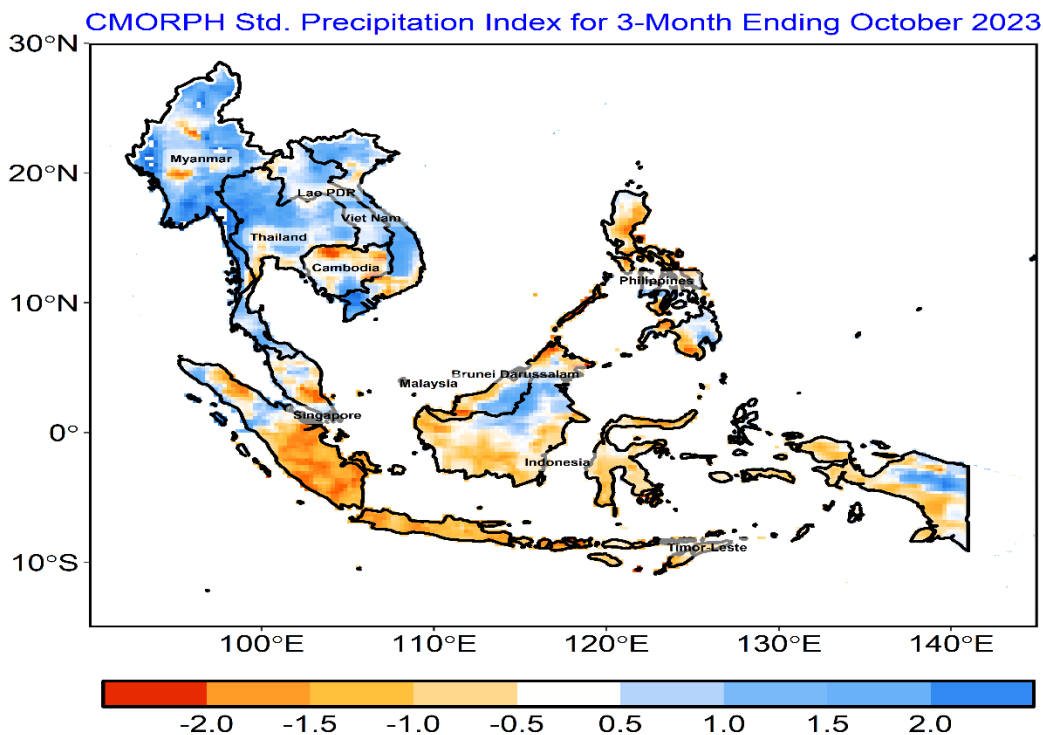 CMORPH Std. Precipitation Index for 3-Month Ending October 2023
30°N
20°N
10°N
0°
10°S
Myanmar
Lao PDR
Viet Nam
Thailand
Cambodia
Philippines
Brunei Darussalam
Malaysia
Singapore
Indonesia
Timor-Leste
100°E 110°E 120°E 130°E 140°E
-2.0 -1.5 -1.0 -0.5 0.5 1.0 1.5 2.0